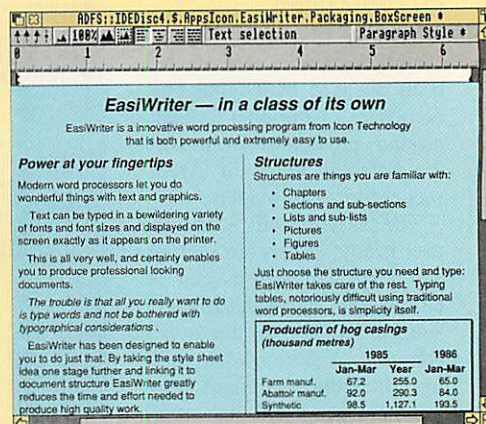 ADFS::IDEDisc4.$.AppsIcon.EasiWriter.Packaging.BoxScreen *
100% Text selection Paragraph Style
0 1 2 3 4 5 6
EasiWriter — in a class of its own
EasiWriter is a innovative word processing program from Icon Technology
that is both powerful and extremely easy to use.
Power at your fingertips
Modern word processors let you do
wonderful things with text and graphics.
Text can be typed in a bewildering variety
of fonts and font sizes and displayed on the
screen exactly as it appears on the printer.
This is all very well, and certainly enables
you to produce professional looking
documents.
The trouble is that all you really want to do
is type words and not be bothered with
typographical considerations .
EasiWriter has been designed to enable
you to do just that. By taking the style sheet
idea one stage further and linking it to
document structure EasiWriter greatly
reduces the time and effort needed to
produce high quality work.
Structures
Structures are things you are familiar with:
• Chapters
• Sections and sub-sections
• Lists and sub-lists
• Pictures
• Figures
• Tables
Just choose the structure you need and type:
EasiWriter takes care of the rest. Typing
tables, notoriously difficult using traditional
word processors, is simplicity itself.
Production of hog casings
(thousand metres)
1985 1986
Jan-Mar Year Jan-Mar
Farm manuf. 67.2 255.0 65.0
Abattoir manuf. 92.0 290.3 84.0
Synthetic 98.5 1,127.1 193.5